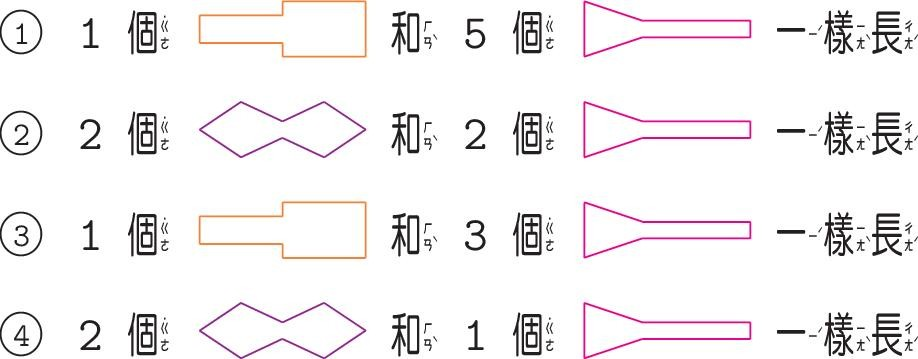 ① 1 個ㄍㄜ˙ 和ㄏㄢˋ 5 個ㄍㄜ˙ 一ㄧˊ樣ㄧㄤˋ長ㄔㄤˊ
② 2 個ㄍㄜ˙ 和ㄏㄢˋ 2 個ㄍㄜ˙ 一ㄧˊ樣ㄧㄤˋ長ㄔㄤˊ
③ 1 個ㄍㄜ˙ 和ㄏㄢˋ 3 個ㄍㄜ˙ 一ㄧˊ樣ㄧㄤˋ長ㄔㄤˊ
④ 2 個ㄍㄜ˙ 和ㄏㄢˋ 1 個ㄍㄜ˙ 一ㄧˊ樣ㄧㄤˋ長ㄔㄤˊ